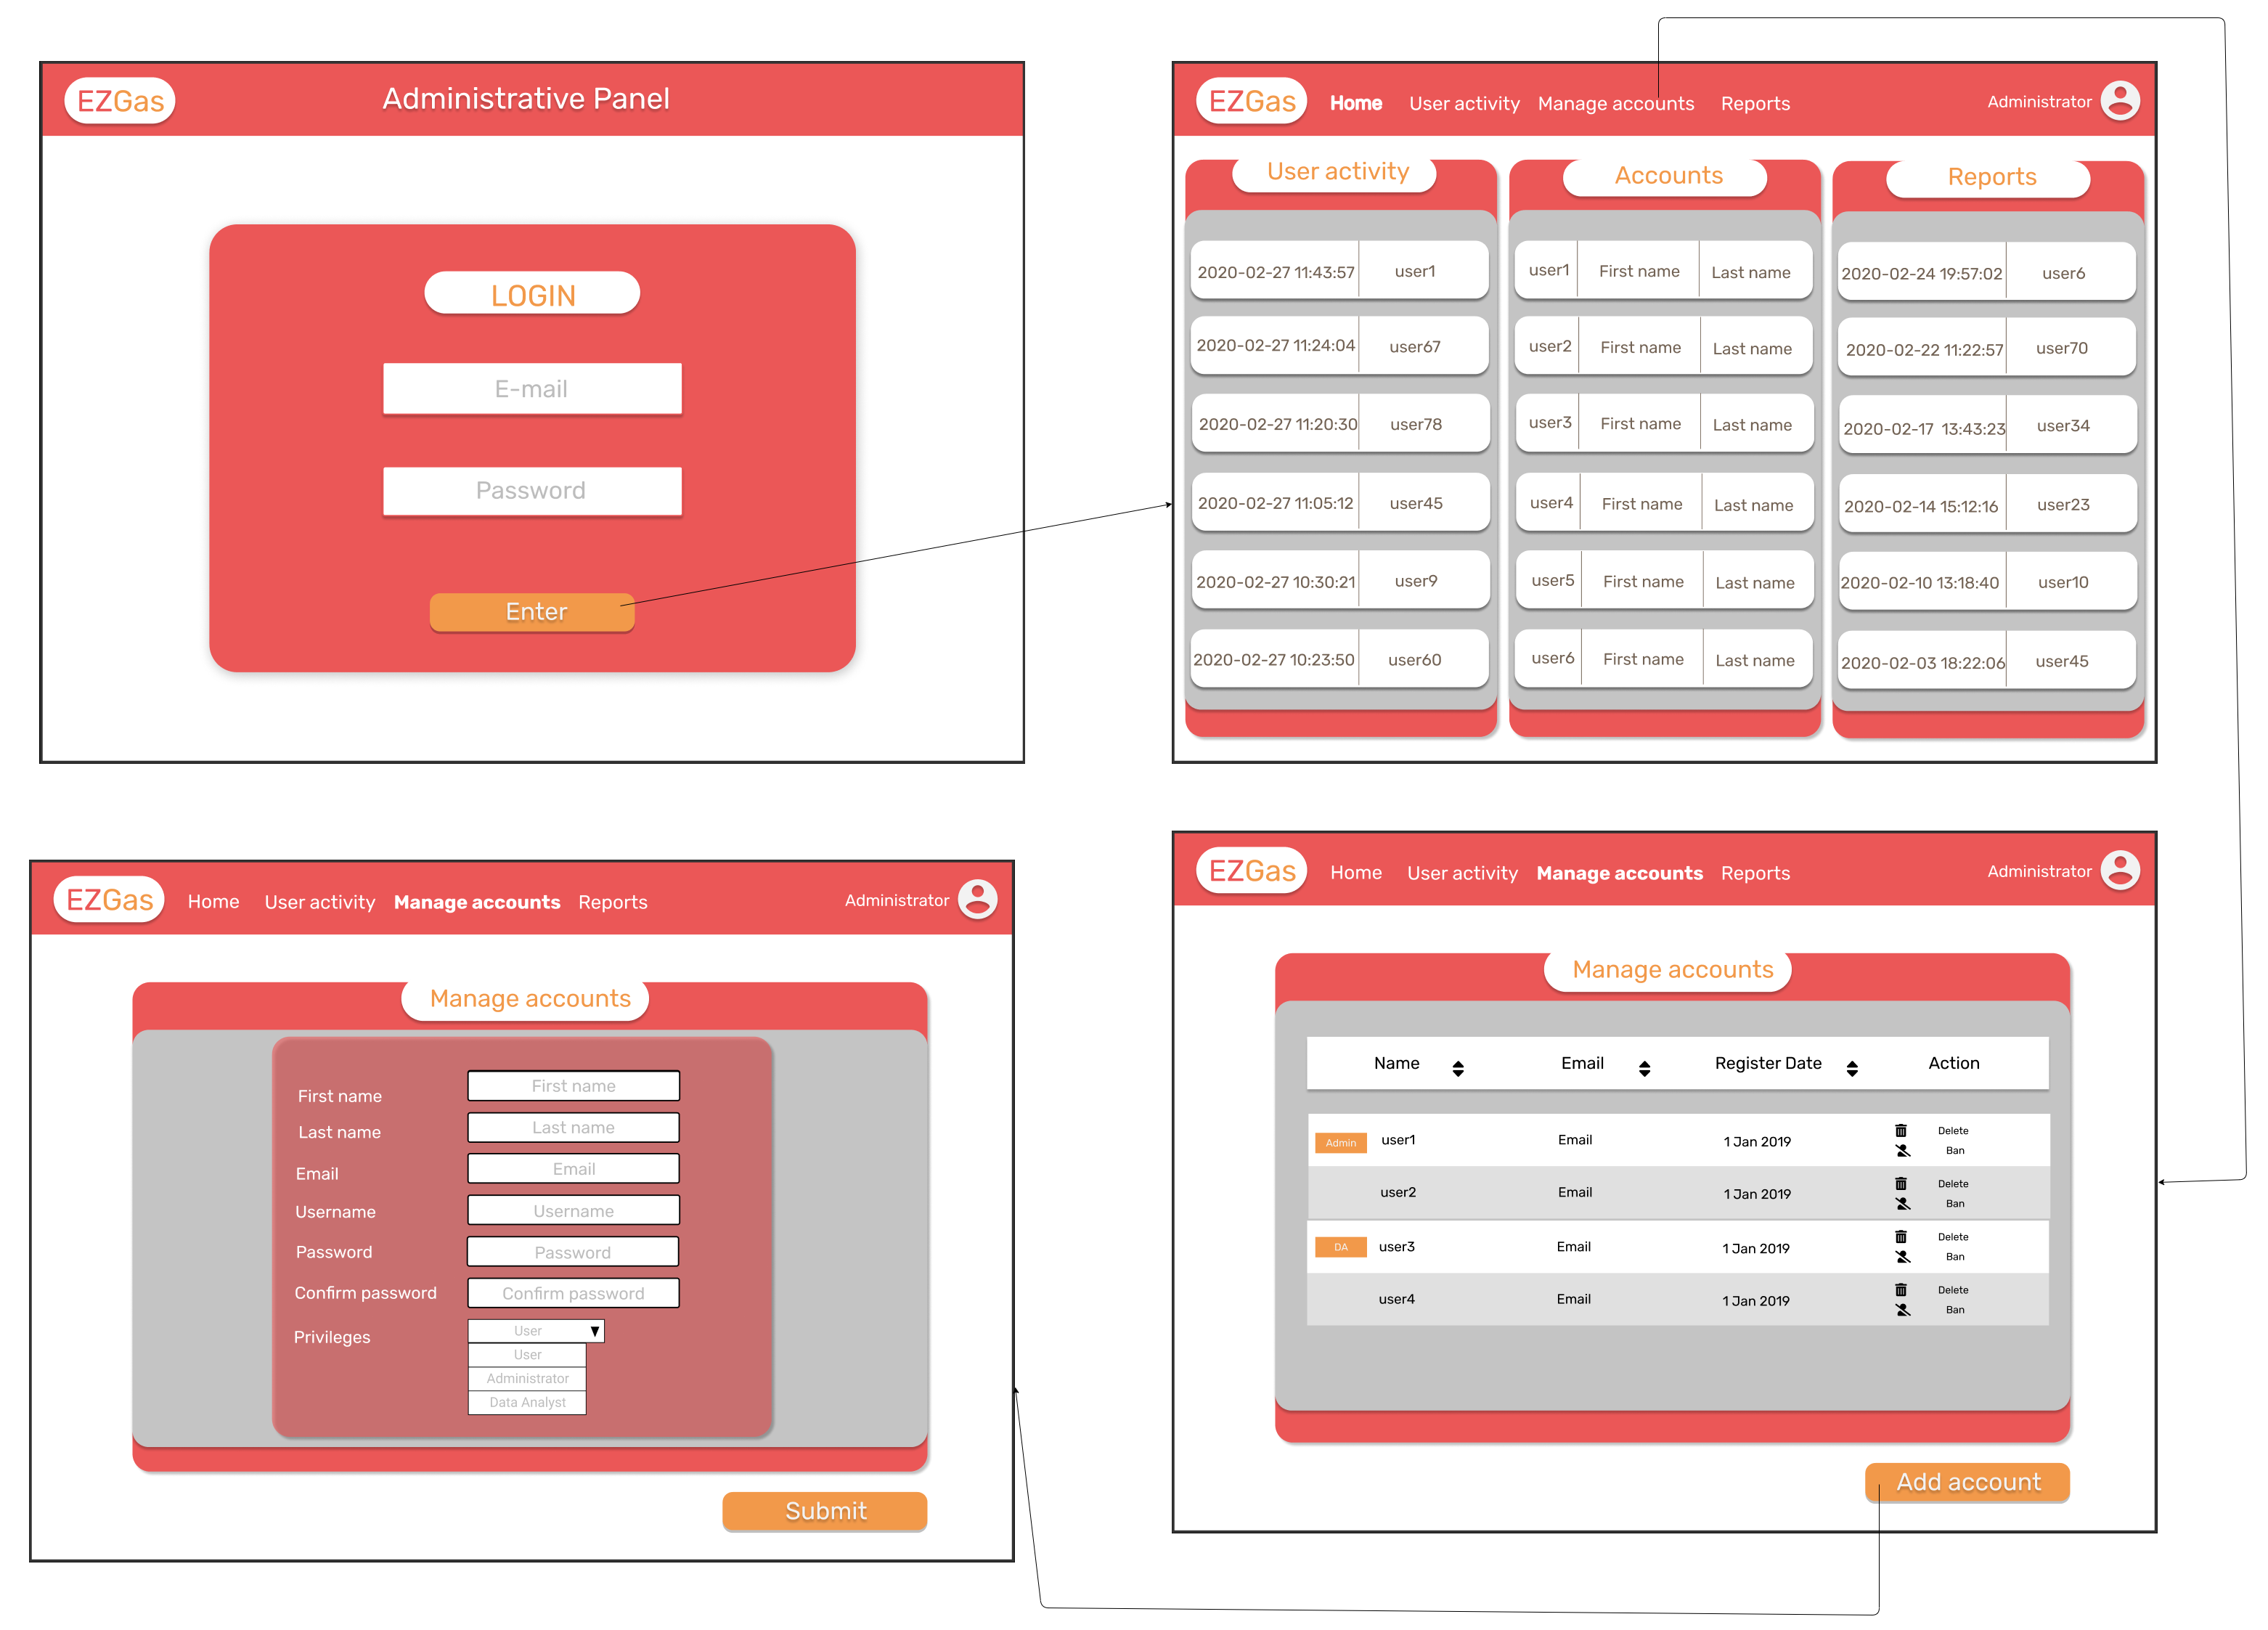 EZGas
Administrative Panel
LOGIN
E-mail
Password
Enter
EZGas Home User activity Manage accounts Reports Administrator
User activity
2020-02-27 11:43:57 user1
2020-02-27 11:24:04 user67
2020-02-27 11:20:30 user78
2020-02-27 11:05:12 user45
2020-02-27 10:30:21 user9
2020-02-27 10:23:50 user60
Accounts
user1 First name Last name
user2 First name Last name
user3 First name Last name
user4 First name Last name
user5 First name Last name
user6 First name Last name
Reports
2020-02-24 19:57:02 user6
2020-02-22 11:22:57 user70
2020-02-17 13:43:23 user34
2020-02-14 15:12:16 user23
2020-02-10 13:18:40 user10
2020-02-03 18:22:06 user45
EZGas Home User activity Manage accounts Reports Administrator
Manage accounts
First name First name
Last name Last name
Email Email
Username Username
Password Password
Confirm password Confirm password
Privileges User
User
Administrator
Data Analyst
Submit
EZGas Home User activity Manage accounts Reports Administrator
Manage accounts
Name Email Register Date Action
Admin user1 Email 1 Jan 2019 Delete
Ban
user2 Email 1 Jan 2019 Delete
Ban
DA user3 Email 1 Jan 2019 Delete
Ban
user4 Email 1 Jan 2019 Delete
Ban
Add account